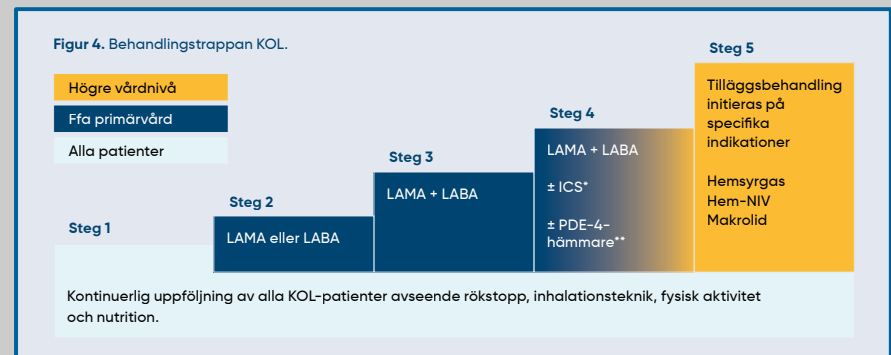 Figur 4. Behandlingstrappan KOL.
Högre vårdnivå
Ffa primärvård
Alla patienter
Steg 1
Steg 2
LAMA eller LABA
Steg 3
LAMA + LABA
Steg 4
LAMA + LABA
± ICS*
± PDE-4-
hämmare**
Steg 5
Tilläggsbehandling
initieras på
specifika
indikationer
Hemsyrgas
Hem-NIV
Makrolid
Kontinuerlig uppföljning av alla KOL-patienter avseende rökstopp, inhalationsteknik, fysisk aktivitet
och nutrition.